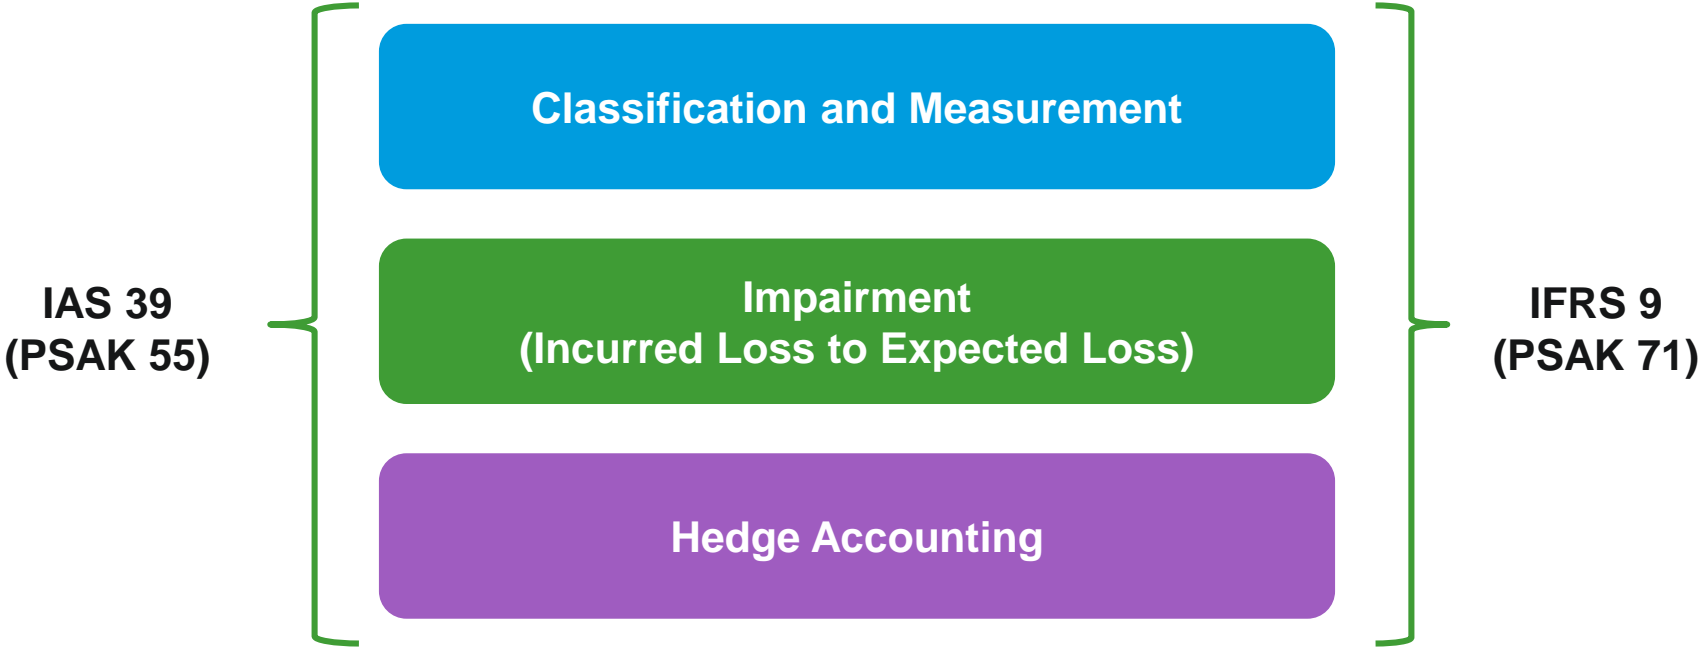 IAS 39
(PSAK 55)
Classification and Measurement
Impairment
(Incurred Loss to Expected Loss)
Hedge Accounting
IFRS 9
(PSAK 71)